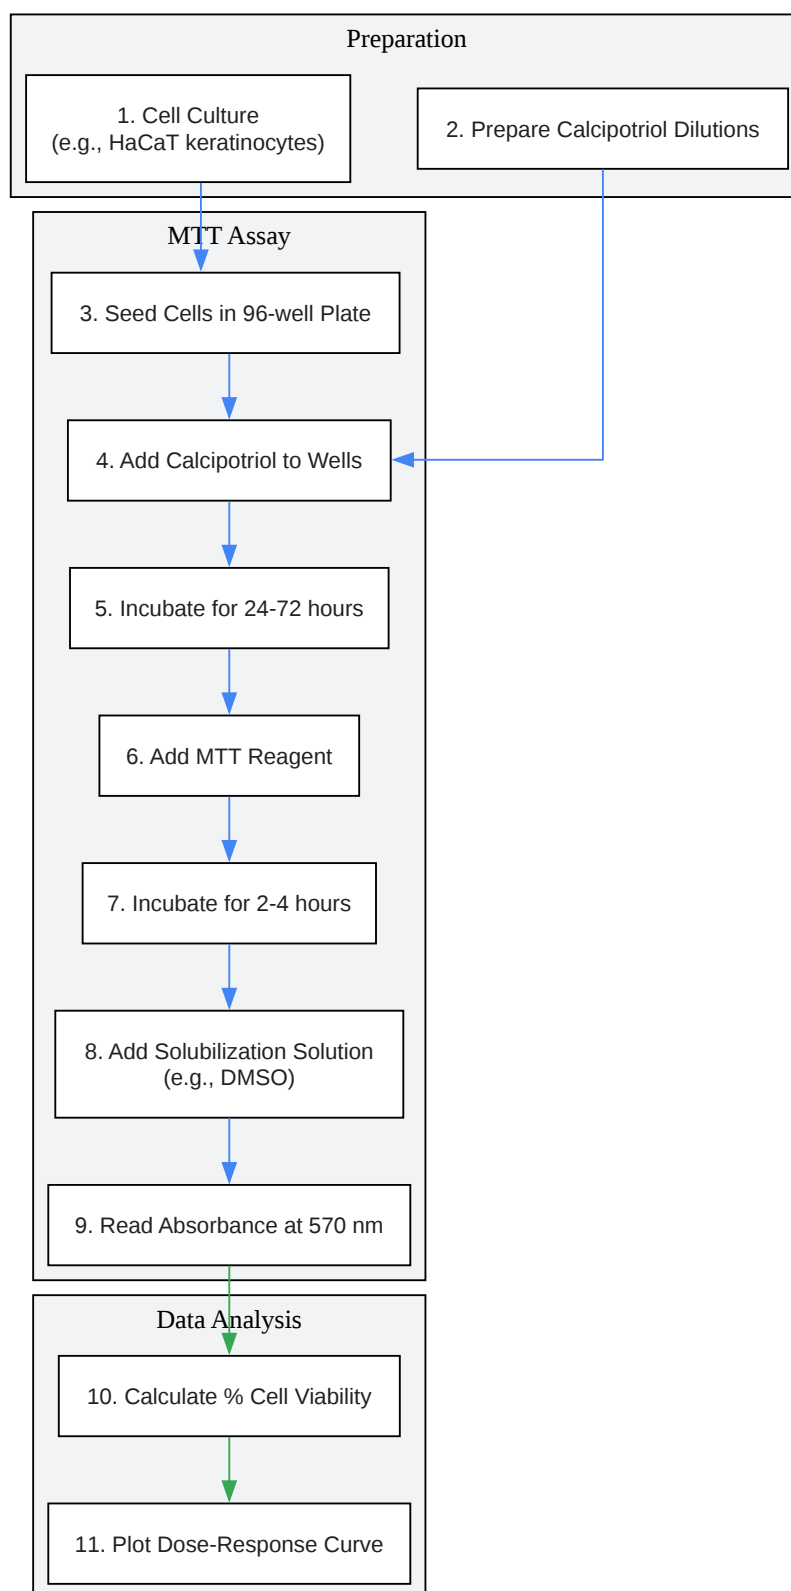 Preparation
1. Cell Culture
(e.g., HaCaT keratinocytes)
2. Prepare Calcipotriol Dilutions
MTT Assay
3. Seed Cells in 96-well Plate
4. Add Calcipotriol to Wells
5. Incubate for 24-72 hours
6. Add MTT Reagent
7. Incubate for 2-4 hours
8. Add Solubilization Solution
(e.g., DMSO)
9. Read Absorbance at 570 nm
Data Analysis
10. Calculate % Cell Viability
11. Plot Dose-Response Curve